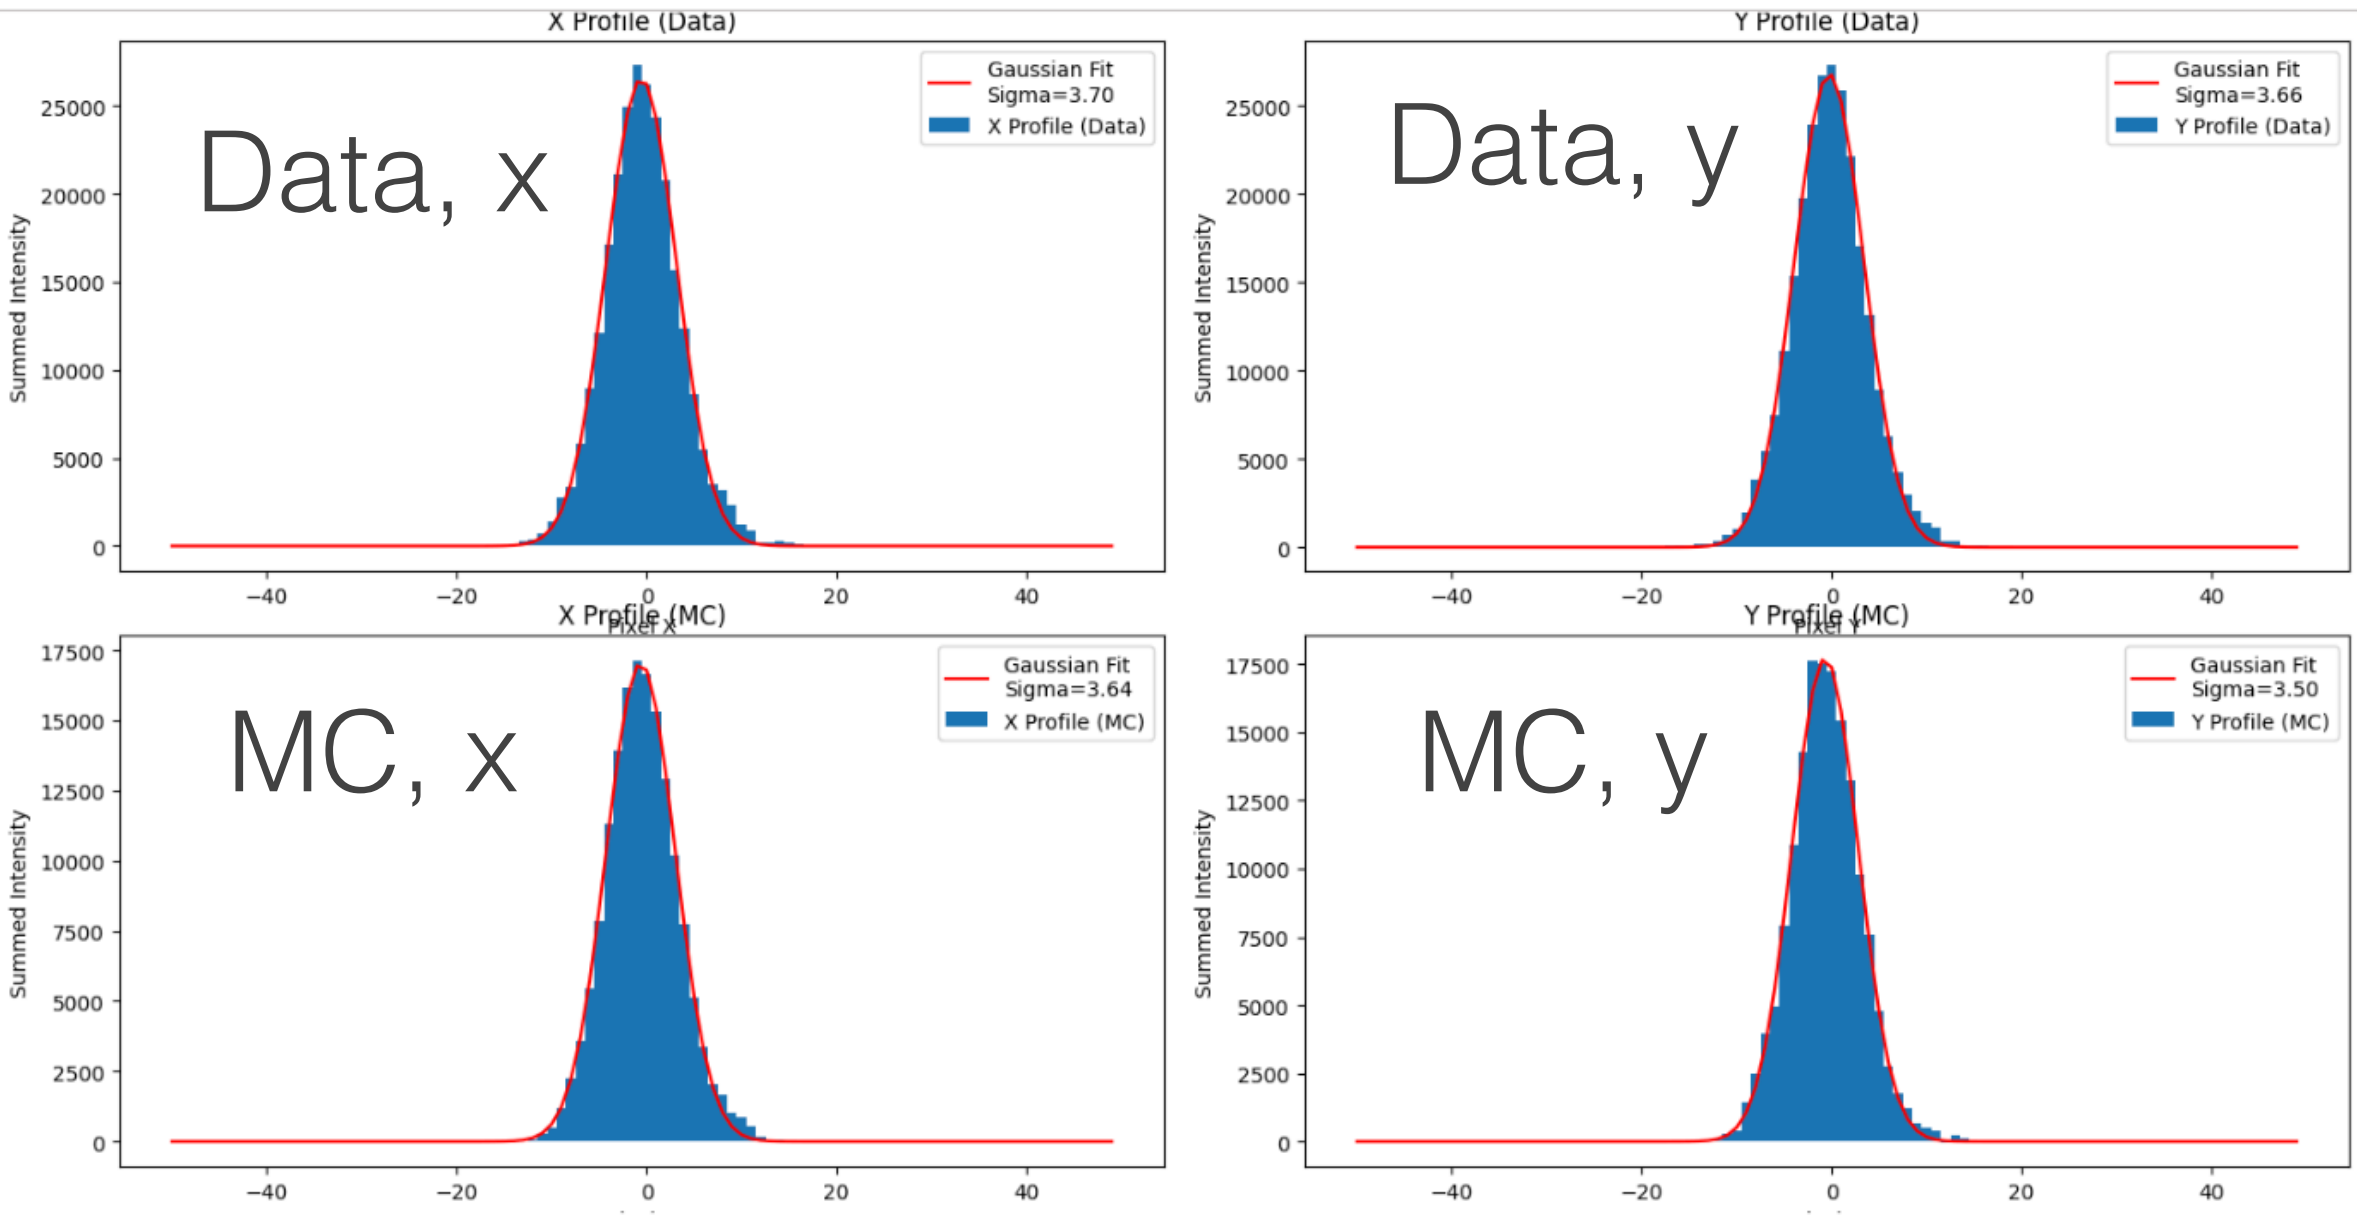 X Profile (Data)
Gaussian Fit
Sigma=3.70
X Profile (Data)
Data, x
Summed Intensity
25000
20000
15000
10000
5000
0
−40
−20
0
20
40
Pixel X
Y Profile (Data)
Gaussian Fit
Sigma=3.66
Y Profile (Data)
Data, y
Summed Intensity
25000
20000
15000
10000
5000
0
−40
−20
0
20
40
Pixel Y
X Profile (MC)
Gaussian Fit
Sigma=3.64
X Profile (MC)
MC, x
Summed Intensity
17500
15000
12500
10000
7500
5000
2500
0
−40
−20
0
20
40
Y Profile (MC)
Gaussian Fit
Sigma=3.50
Y Profile (MC)
MC, y
Summed Intensity
17500
15000
12500
10000
7500
5000
2500
0
−40
−20
0
20
40